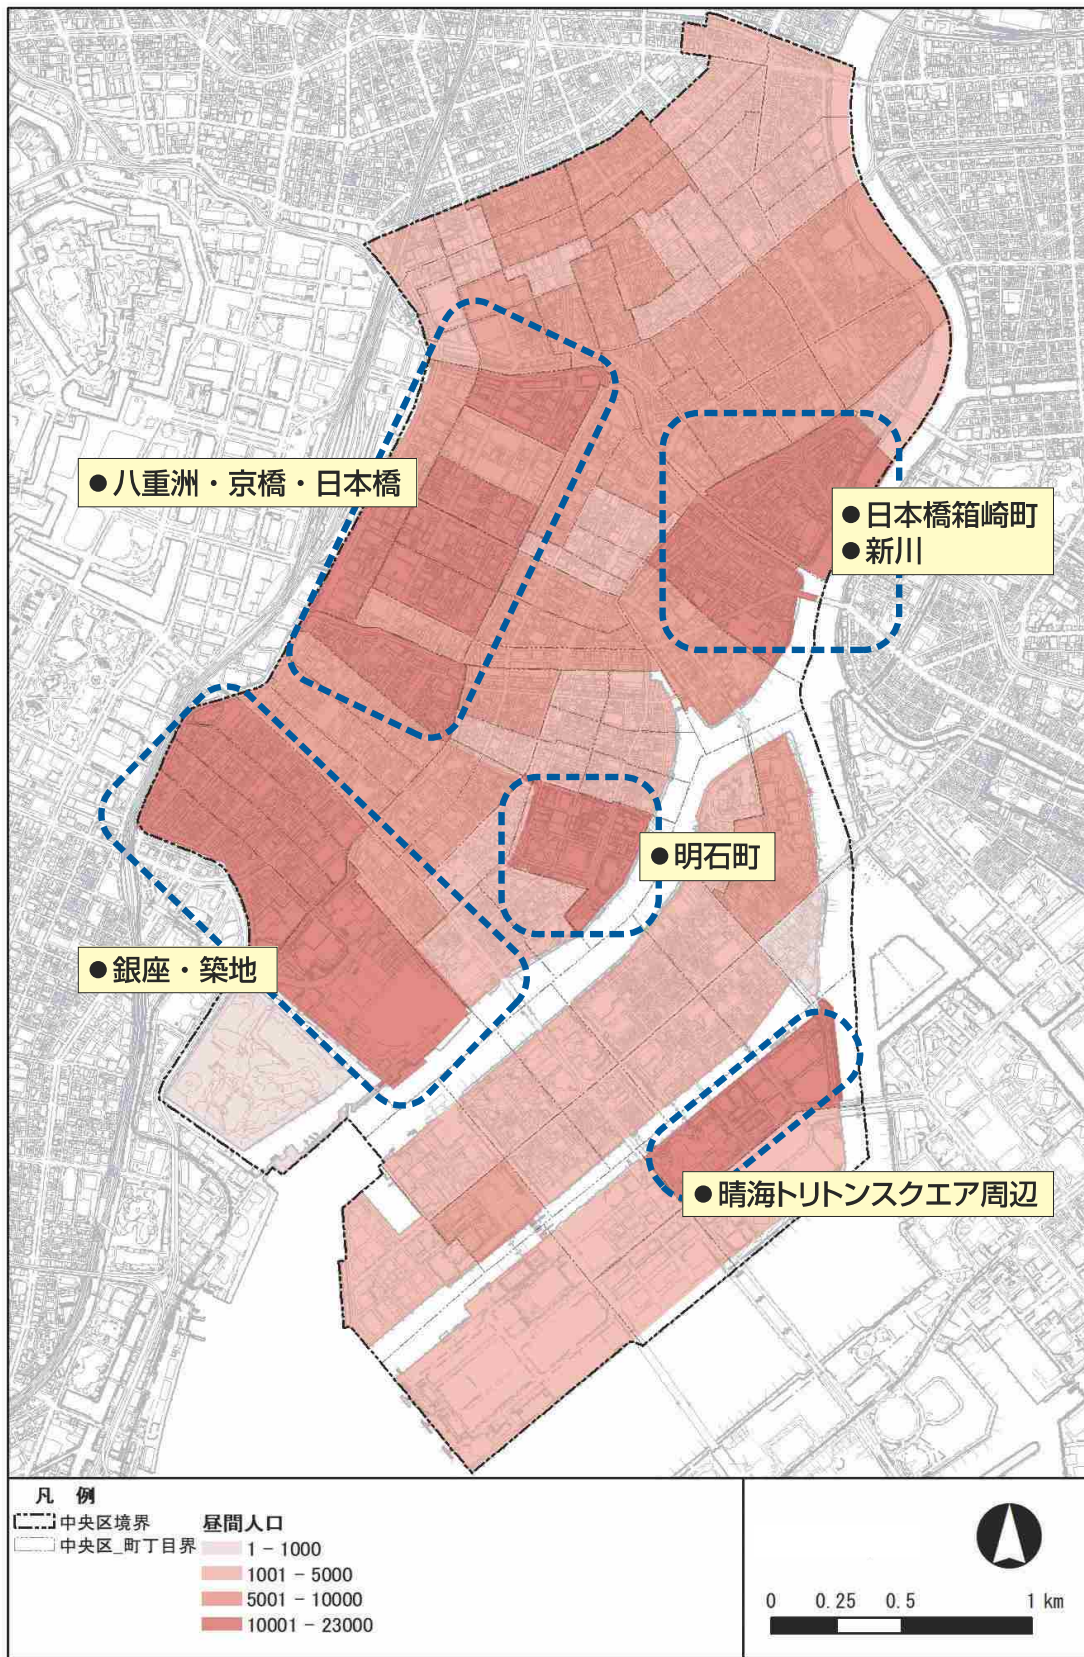 ●八重洲・京橋・日本橋
●日本橋箱崎町
●新川
●明石町
●銀座・築地
●晴海トリトンスクエア周辺
凡 例
中央区境界
中央区_町丁目界
昼間人口
1 - 1000
1001 - 5000
5001 - 10000
10001 - 23000
0 0.25 0.5 1 km